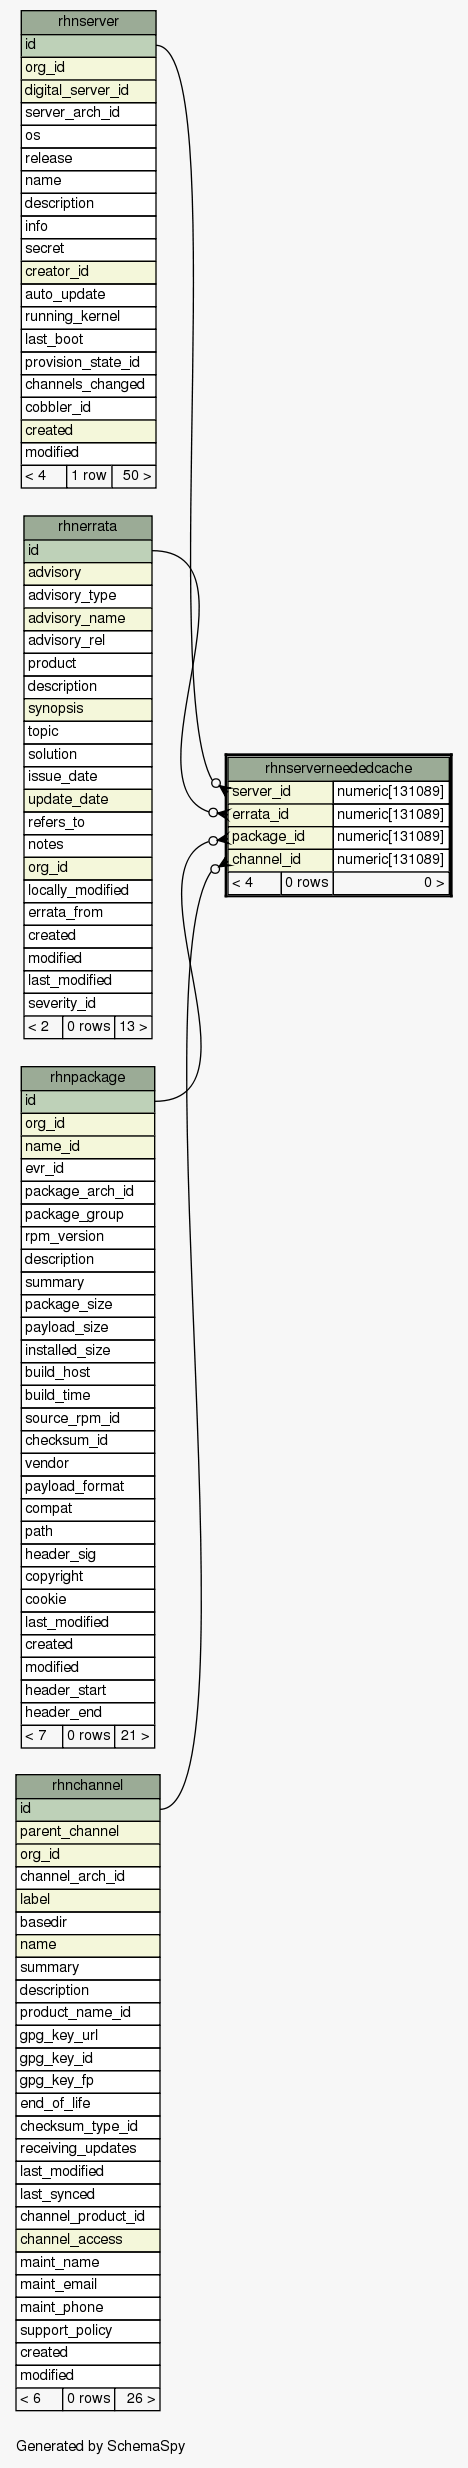 rhnserver
id
org_id
digital_server_id
server_arch_id
os
release
name
description
info
secret
creator_id
auto_update
running_kernel
last_boot
provision_state_id
channels_changed
cobbler_id
created
modified
< 4 1 row 50 >
rhnerrata
id
advisory
advisory_type
advisory_name
advisory_rel
product
description
synopsis
topic
solution
issue_date
update_date
refers_to
notes
org_id
locally_modified
errata_from
created
modified
last_modified
severity_id
< 2 0 rows 13 >
rhnserverneededcache
server_id numeric[131089]
errata_id numeric[131089]
package_id numeric[131089]
channel_id numeric[131089]
< 4 0 rows 0 >
rhnpackage
id
org_id
name_id
evr_id
package_arch_id
package_group
rpm_version
description
summary
package_size
payload_size
installed_size
build_host
build_time
source_rpm_id
checksum_id
vendor
payload_format
compat
path
header_sig
copyright
cookie
last_modified
created
modified
header_start
header_end
< 7 0 rows 21 >
rhnchannel
id
parent_channel
org_id
channel_arch_id
label
basedir
name
summary
description
product_name_id
gpg_key_url
gpg_key_id
gpg_key_fp
end_of_life
checksum_type_id
receiving_updates
last_modified
last_synced
channel_product_id
channel_access
maint_name
maint_email
maint_phone
support_policy
created
modified
< 6 0 rows 26 >
Generated by SchemaSpy